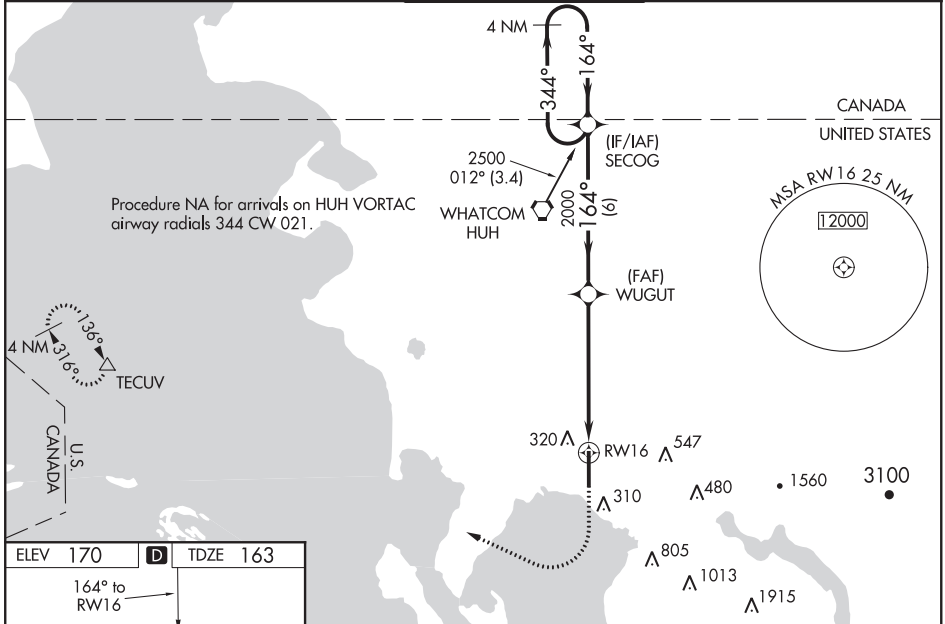 4 NM
344°
164°
CANADA
UNITED STATES
(IF/IAF)
SECOG
2500
012° (3.4)
WHATCOM
HUH
2000
164°
(6)
Procedure NA for arrivals on HUH VORTAC
airway radials 344 CW 021.
MSA RW16 25 NM
12000
(FAF)
WUGUT
136°
4 NM
316°
TECUV
U.S.
CANADA
320
RW16
547
310
480
1560
3100
805
1013
1915
ELEV 170
D
TDZE 163
164° to
RW16